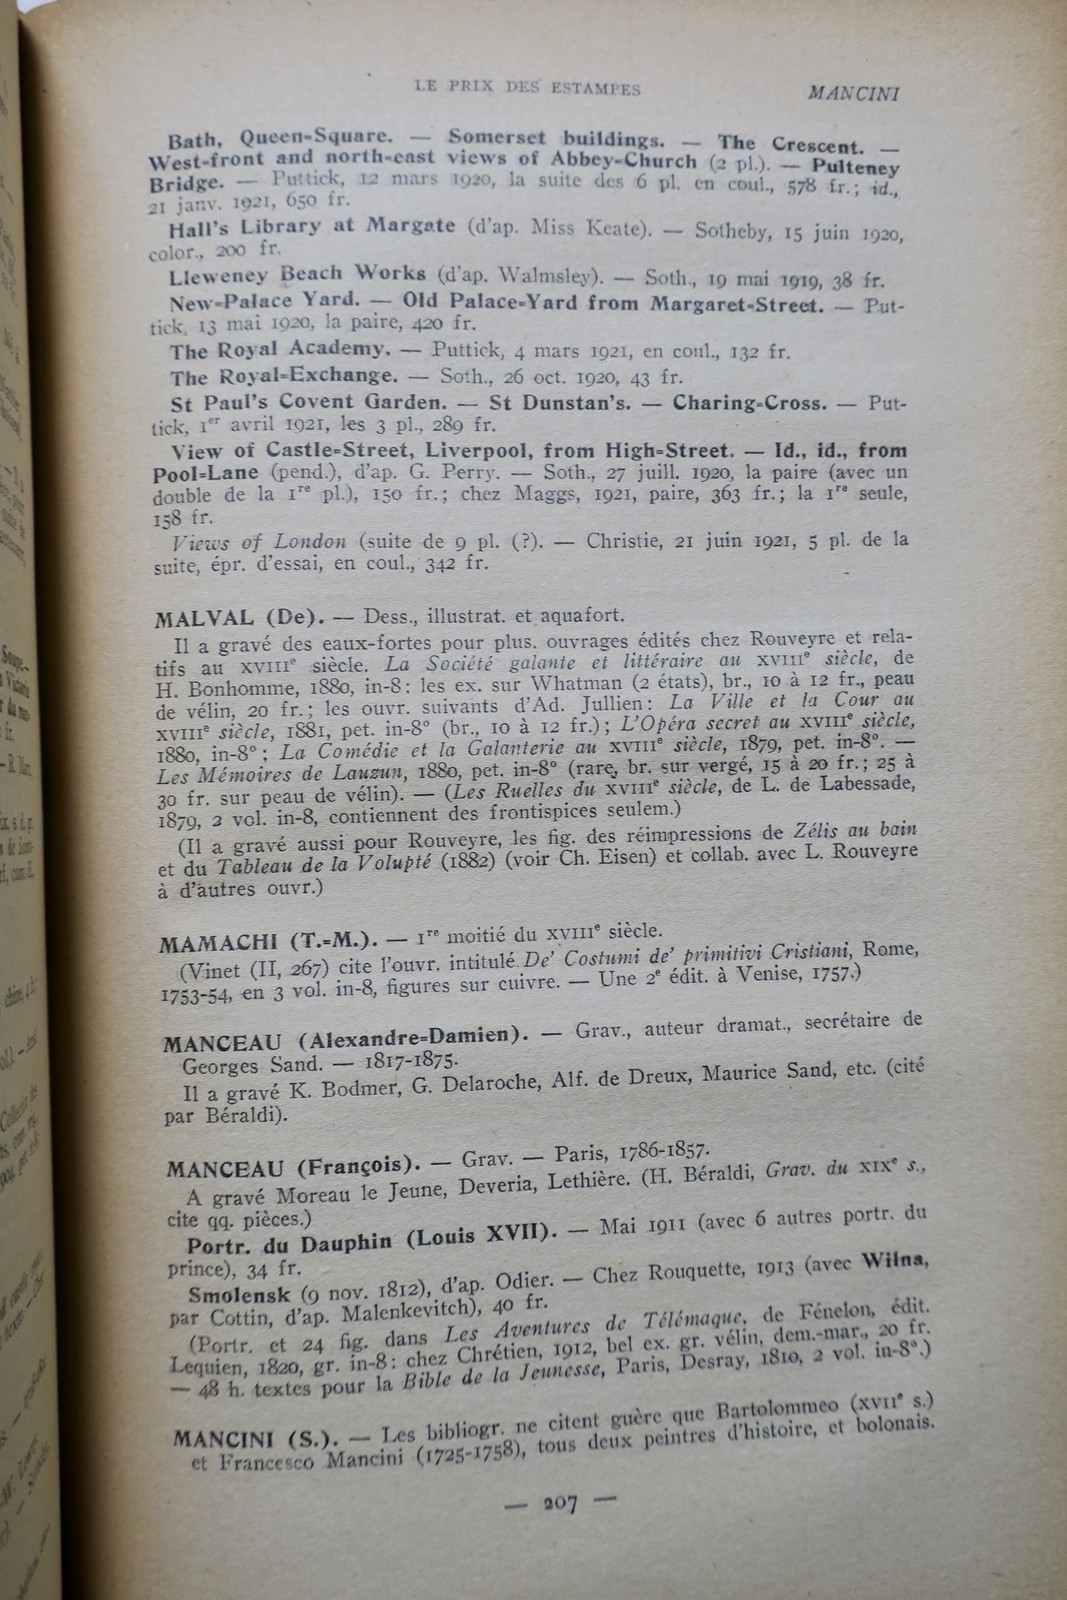 LE PRIX DES ESTAMPES
MANCINI
Bath, Queen-Square. — Somerset buildings. — The Crescent. —
West-front and north-east views of Abbey-Church (2 pl.). — Pulteney
Bridge. — Puttick, 12 mars 1920, la suite des 6 pl. en coul., 578 fr.; id.,
21 janv. 1921, 650 fr.
Hall's Library at Margate (d'ap. Miss Keate). — Sotheby, 15 juin 1920,
color., 200 fr.
Lleweney Beach Works (d'ap. Walmsley). — Soth., 19 mai 1919, 38 fr.
New-Palace Yard. — Old Palace-Yard from Margaret-Street. — Put-
tick, 13 mai 1920, la paire, 420 fr.
The Royal Academy. — Puttick, 4 mars 1921, en coul., 132 fr.
The Royal-Exchange. — Soth., 26 oct. 1920, 43 fr.
St Paul's Covent Garden. — St Dunstan's. — Charing-Cross. — Put-
tick, 1er avril 1921, les 3 pl., 289 fr.
View of Castle-Street, Liverpool, from High-Street. — Id., id., from
Pool-Lane (pend.), d'ap. G. Perry. — Soth., 27 juill. 1920, la paire (avec un
double de la 1re pl.), 150 fr.; chez Maggs, 1921, paire, 363 fr.; la 1re seule,
158 fr.
Views of London (suite de 9 pl. (?). — Christie, 21 juin 1921, 5 pl. de la
suite, épr. d'essai, en coul., 342 fr.
MALVAL (De). — Dess., illustrat. et aquafort.
Il a gravé des eaux-fortes pour plus. ouvrages édités chez Rouveyre et rela-
tifs au XVIIIe siècle. La Société galante et littéraire au XVIIIe siècle, de
H. Bonhomme, 1880, in-8 : les ex. sur Whatman (2 états), br., 10 à 12 fr., peau
de vélin, 20 fr.; les ouvr. suivants d'Ad. Jullien : La Ville et la Cour au
XVIIIe siècle, 1881, pet. in-8° (br., 10 à 12 fr.); L'Opéra secret au XVIIIe siècle,
1880, in-8°; La Comédie et la Galanterie au XVIIIe siècle, 1879, pet. in-8°. —
Les Mémoires de Lauzun, 1880, pet. in-8° (rare, br. sur vergé, 15 à 20 fr.; 25 à
30 fr. sur peau de vélin). — (Les Ruelles du XVIIIe siècle, de L. de Labessade,
1879, 2 vol. in-8, contiennent des frontispices seulem.)
(Il a gravé aussi pour Rouveyre, les fig. des réimpressions de Zélis au bain
et du Tableau de la Volupté (1882) (voir Ch. Eisen) et collab. avec L. Rouveyre
à d'autres ouvr.)
MAMACHI (T.-M.). — 1re moitié du XVIIIe siècle.
(Vinet (II, 267) cite l'ouvr. intitulé De' Costumi de' primitivi Cristiani, Rome,
1753-54, en 3 vol. in-8, figures sur cuivre. — Une 2e édit. à Venise, 1757.)
MANCEAU (Alexandre-Damien). — Grav., auteur dramat., secrétaire de
Georges Sand. — 1817-1875.
Il a gravé K. Bodmer, G. Delaroche, Alf. de Dreux, Maurice Sand, etc. (cité
par Béraldi).
MANCEAU (François). — Grav. — Paris, 1786-1857.
A gravé Moreau le Jeune, Deveria, Lethière. (H. Béraldi, Grav. du XIXe s.,
cite qq. pièces.)
Portr. du Dauphin (Louis XVII). — Mai 1911 (avec 6 autres portr. du
prince), 34 fr.
Smolensk (9 nov. 1812), d'ap. Odier. — Chez Rouquette, 1913 (avec Wilna,
par Cottin, d'ap. Malenkevitch), 40 fr.
(Portr. et 24 fig. dans Les Aventures de Télémaque, de Fénelon, édit.
Lequien, 1820, gr. in-8 : chez Chrétien, 1912, bel ex. gr. vélin, dem.-mar., 20 fr.
— 48 h. textes pour la Bible de la Jeunesse, Paris, Desray, 1810, 2 vol. in-8°.)
MANCINI (S.). — Les bibliogr. ne citent guère que Bartolommeo (XVIIe s.)
et Francesco Mancini (1725-1758), tous deux peintres d'histoire, et bolonais.
— 207 —